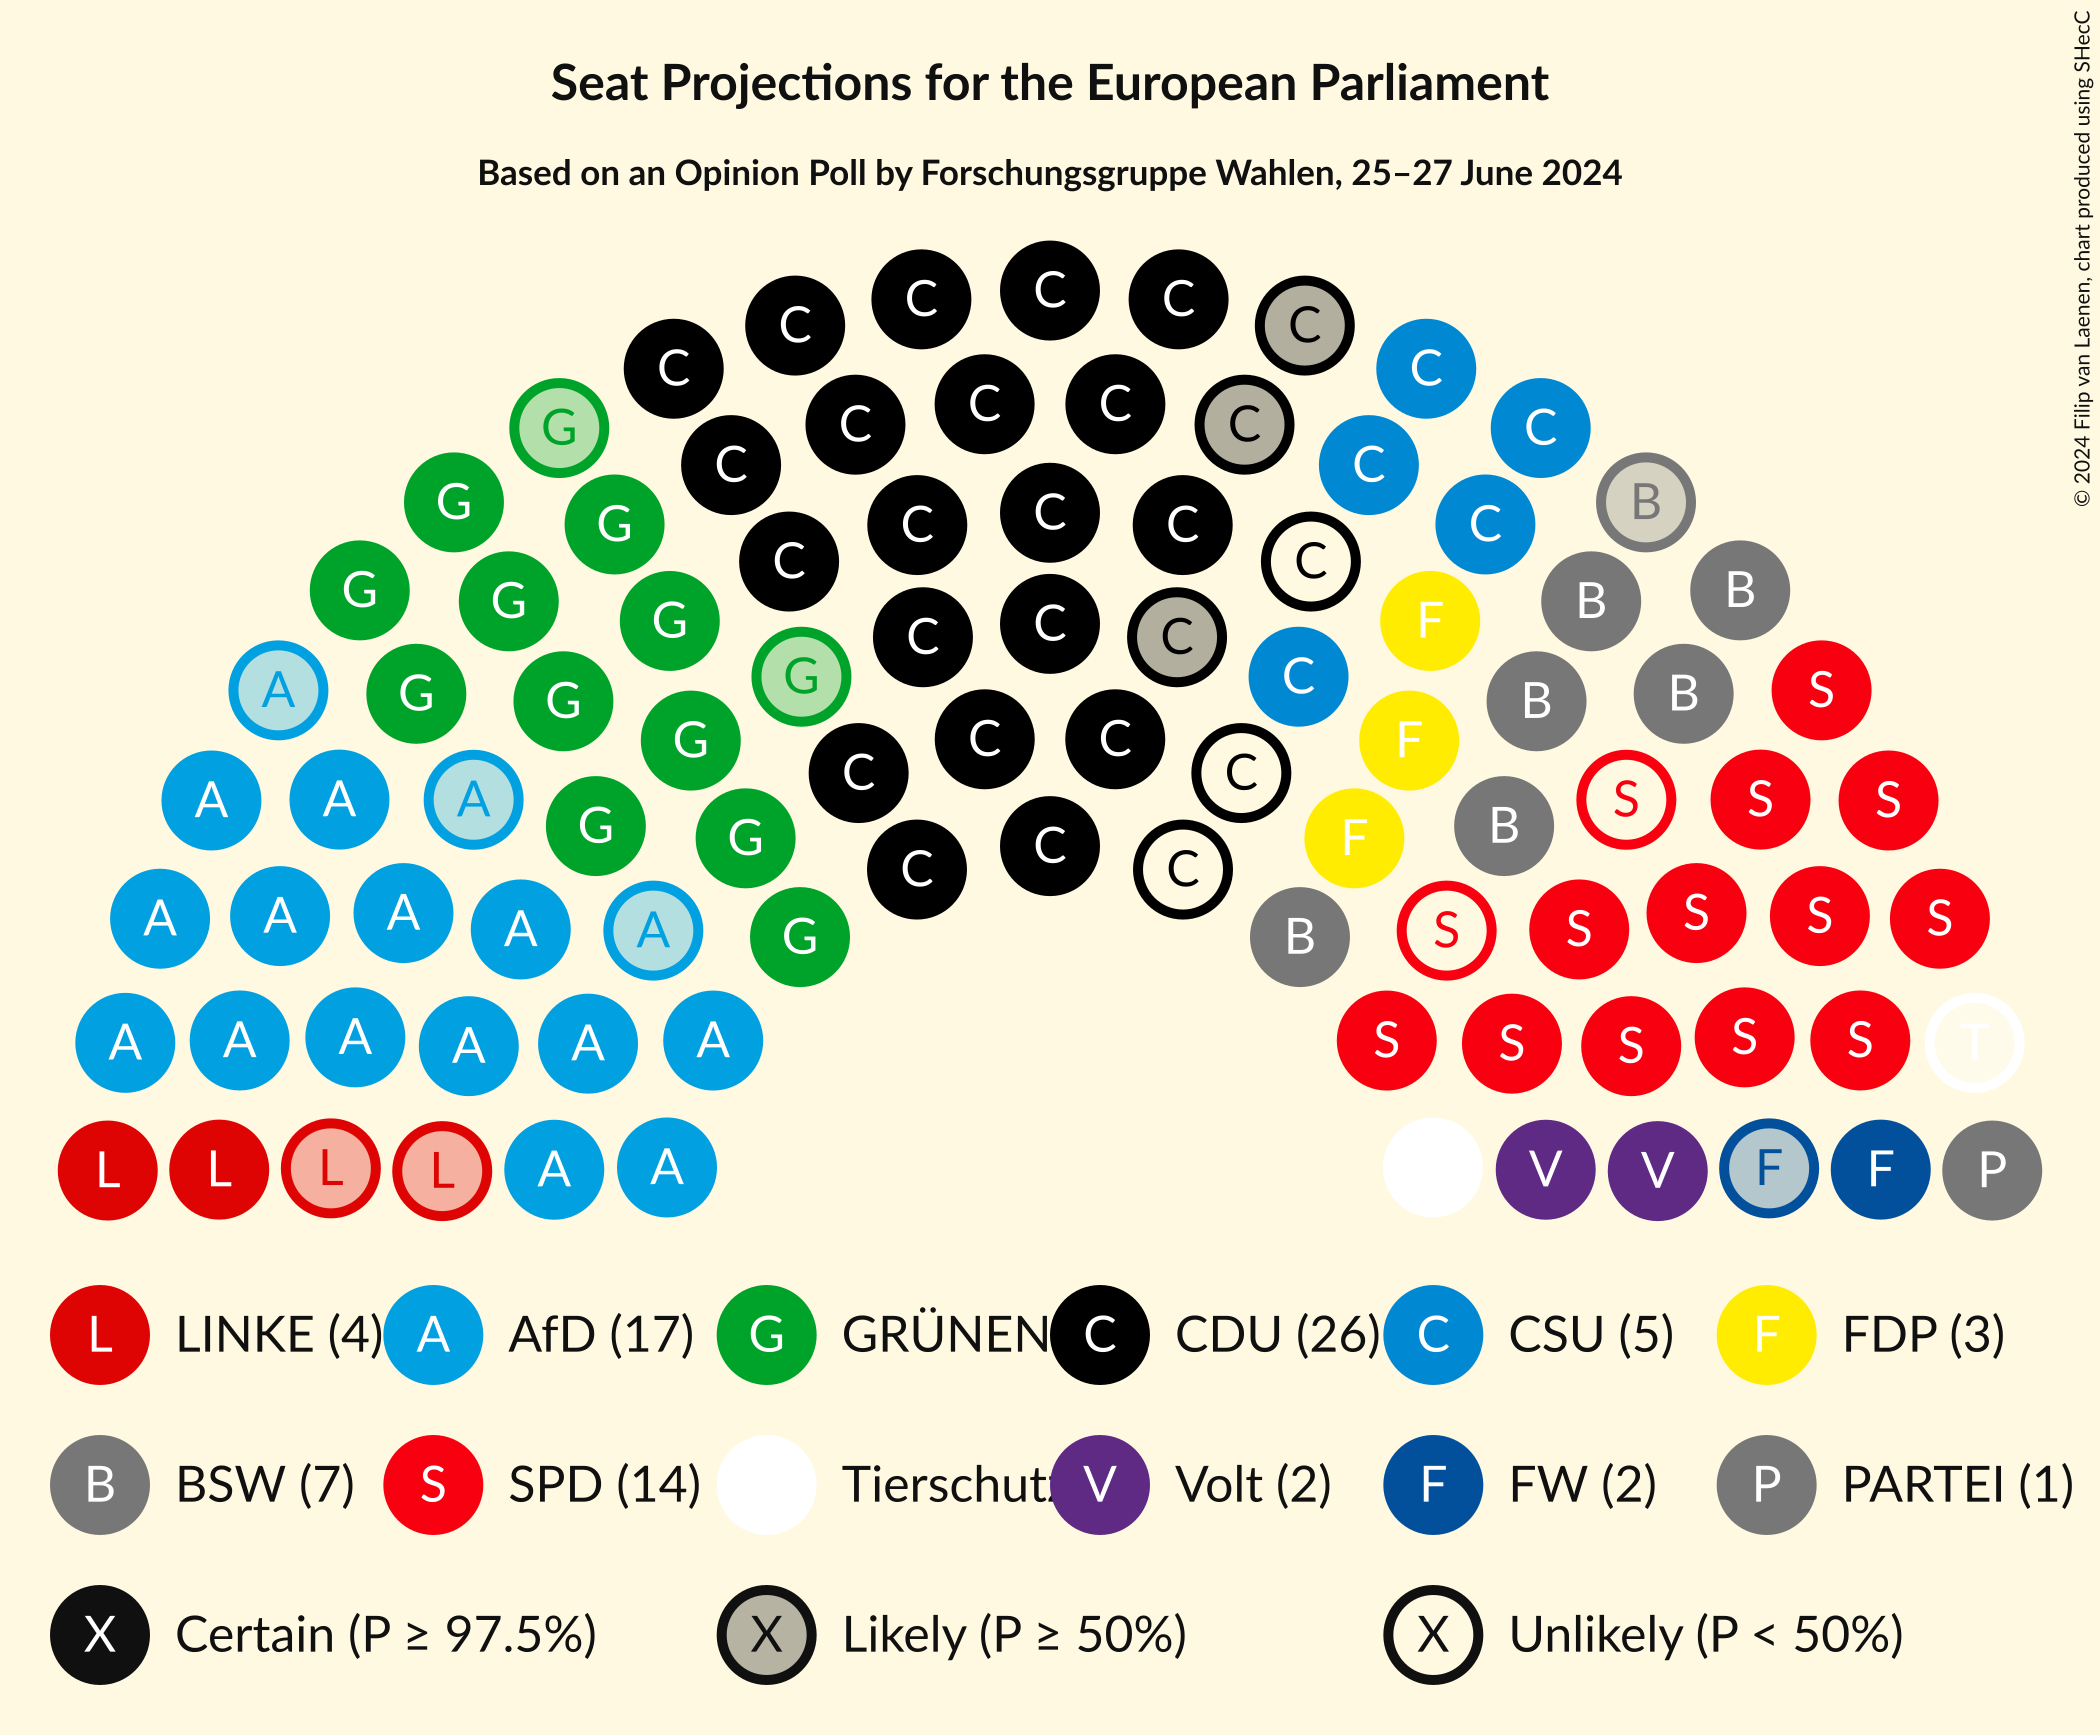 Seat Projections for the European Parliament
Based on an Opinion Poll by Forschungsgruppe Wahlen, 25–27 June 2024
© 2024 Filip van Laenen, chart produced using SHecC
C C C C C C C
C C C C C C C
G C C C C C C
G G C C C C C B
G G G C C C C F B B
A G G G G C F B B S
A A A G G C C C C F B S S S
A A A A A G C C C B S S S S S
A A A A A A S S S S S T
L L L L A A V V F F P
L LINKE (4) A AfD (17) G GRÜNEN C CDU (26) C CSU (5) F FDP (3)
B BSW (7) S SPD (14) Tierschutz V Volt (2) F FW (2) P PARTEI (1)
X Certain (P ≥ 97.5%) X Likely (P ≥ 50%) X Unlikely (P < 50%)